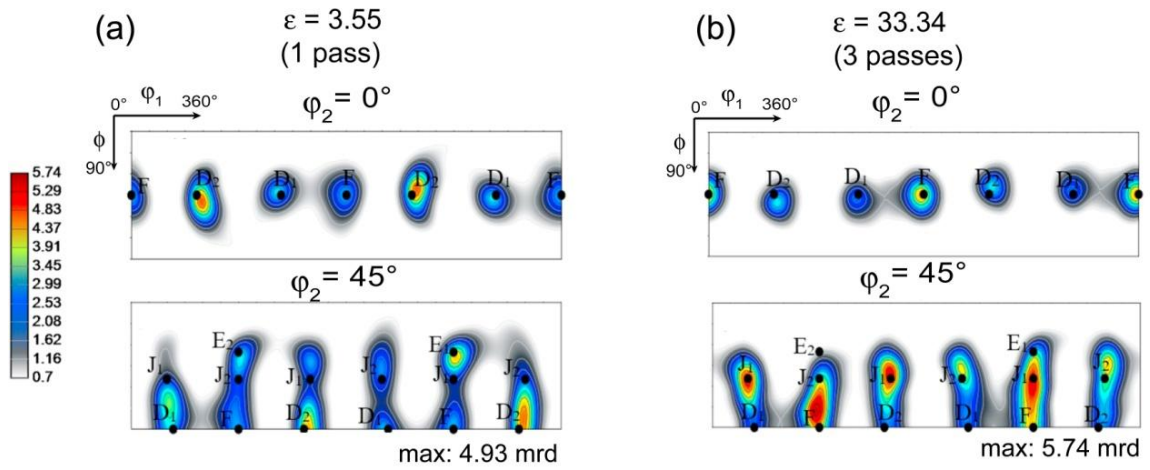 (a)
ε = 3.55
(1 pass)
φ₁
0°
360°
φ₂ = 0°
ϕ
90°
F
D₂
D₁
F
D₂
D₁
F
5.74
5.29
4.83
4.37
3.91
3.45
2.99
2.53
2.08
1.62
1.16
0.7
φ₂ = 45°
J₁
E₂
J₂
J₁
J₂
E₁
J₁
J₂
D₁
F
D₂
D₁
F
D₂
max: 4.93 mrd
(b)
ε = 33.34
(3 passes)
φ₁
0°
360°
φ₂ = 0°
ϕ
90°
F
D₂
D₁
F
D₂
D₁
F
φ₂ = 45°
J₁
E₂
J₂
J₁
J₂
E₁
J₁
J₂
D₁
F
D₂
D₁
F
D₂
max: 5.74 mrd